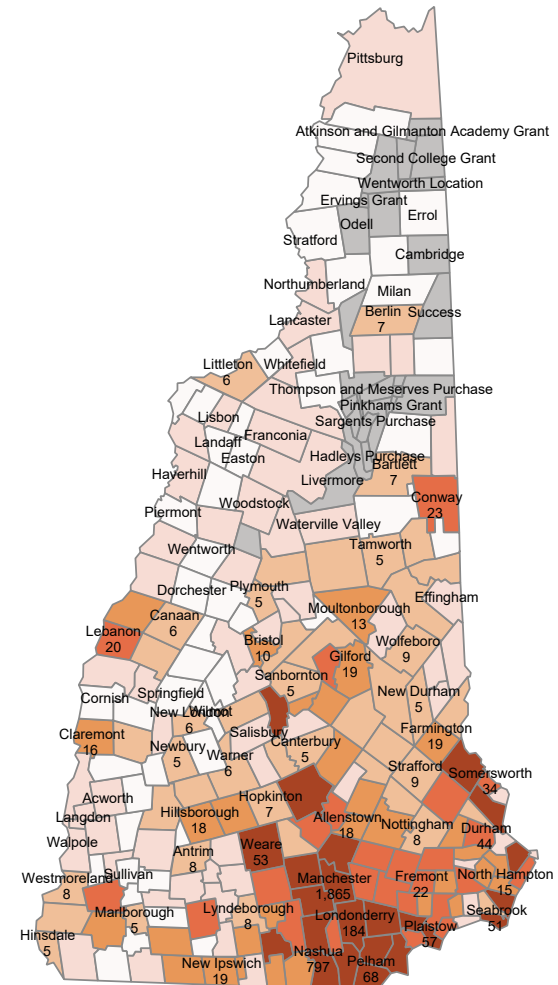 Pittsburg
Atkinson and Gilmanton Academy Grant
Second College Grant
Wentworth Location
Ervings Grant
Errol
Odell
Stratford
Cambridge
Northumberland
Milan
Berlin
7
Success
Lancaster
Littleton
6
Whitefield
Thompson and Meserves Purchase
Pinkhams Grant
Lisbon
Sargents Purchase
Franconia
Landaff
Easton
Hadleys Purchase
Bartlett
7
Haverhill
Livermore
Conway
23
Woodstock
Piermont
Waterville Valley
Wentworth
Tamworth
5
Dorchester
Plymouth
5
Effingham
Moultonborough
13
Canaan
6
Lebanon
20
Bristol
10
Wolfeboro
9
Gilford
19
Sanbornton
5
Springfield
Cornish
New Durham
5
New London
6
Wilmot
Claremont
16
Salisbury
Farmington
19
Newbury
5
Canterbury
5
Warner
6
Strafford
9
Somersworth
34
Acworth
Hopkinton
7
Langdon
Hillsborough
18
Allenstown
18
Nottingham
8
Durham
44
Walpole
Weare
53
Antrim
8
Westmoreland
8
Sullivan
Manchester
1,865
Fremont
22
North Hampton
15
Marlborough
5
Lyndeborough
8
Londonderry
184
Seabrook
51
Plaistow
57
Hinsdale
5
Nashua
797
Pelham
68
New Ipswich
19